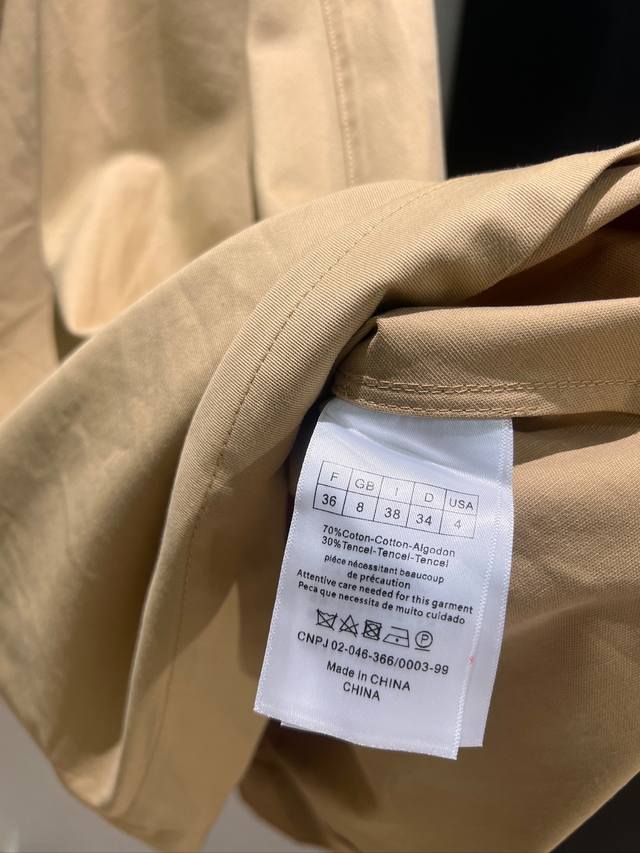 F GB I D USA
36 8 38 34 4
70%Coton-Cotton-Algodon
30%Tencel-Tencel-Tencel
pièce nécessitant beaucoup
de précaution
Attentive care needed for this garment
Peca que necessita de muito cuidado
P
CNPJ 02-046-366/0003-99
Made in CHINA
CHINA